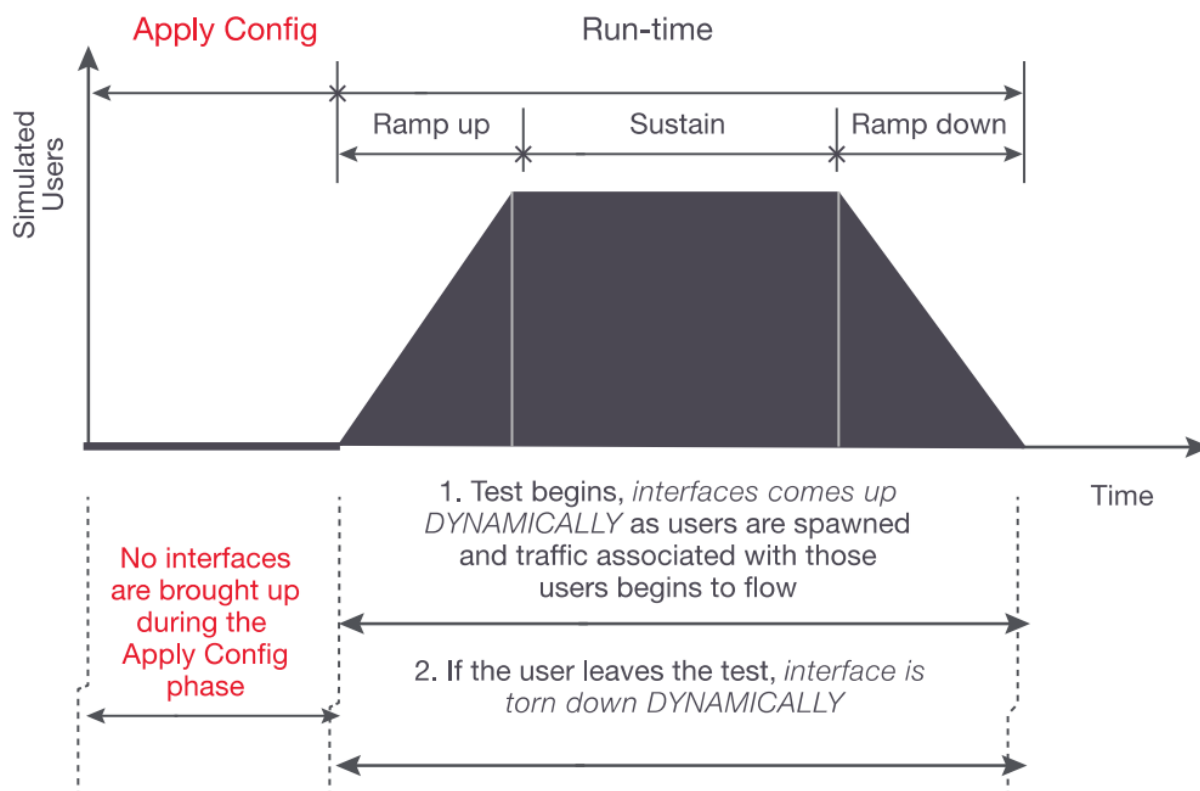 Apply Config
Run-time
Ramp up
Sustain
Ramp down
Simulated
Users
Time
No interfaces
are brought up
during the
Apply Config
phase
1. Test begins, interfaces comes up
DYNAMICALLY as users are spawned
and traffic associated with those
users begins to flow
2. If the user leaves the test, interface is
torn down DYNAMICALLY